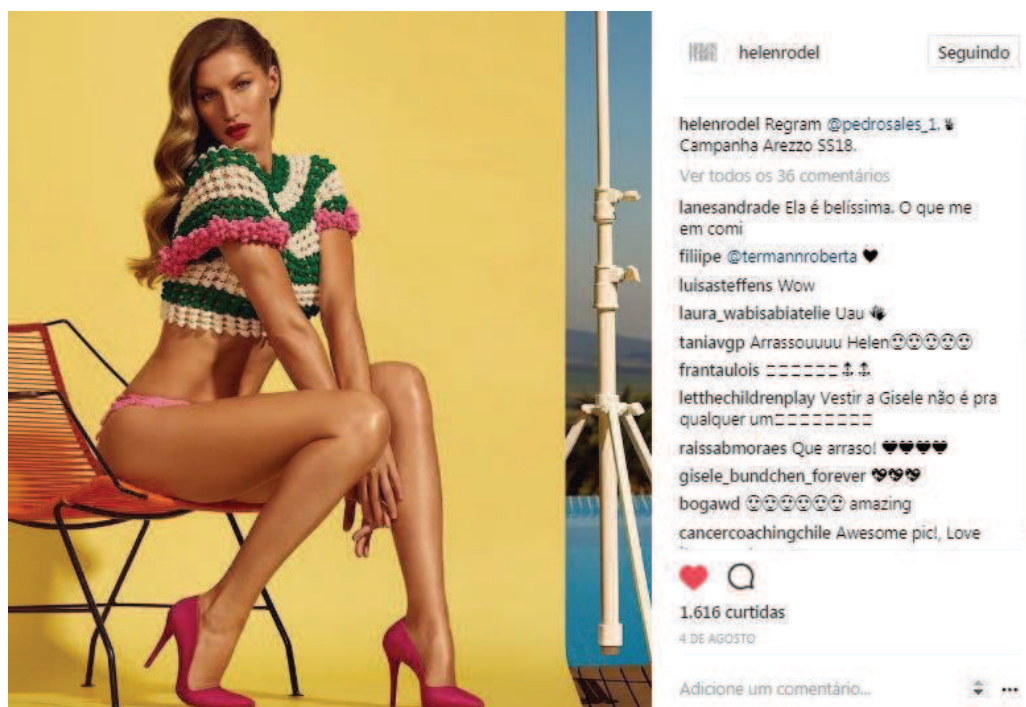 helenrodel
Seguindo
helenrodel Regram @pedrosales_1.
Campanha Arezzo SS18.
Ver todos os 36 comentários
lanesandrade Ela é belíssima. O que me
em comi
filiipe @termannroberta 🖤
luisasteffens Wow
laura_wabisabiatelie Uau
taniavgp Arrassouuuu Helen
frantaulois
letthechildrenplay Vestir a Gisele não é pra
qualquer um
raissabmoraes Que arraso! 🖤🖤🖤🖤
gisele_bundchen_forever 💖💖💖
bogawd amazing
cancercoachingchile Awesome pic!, Love
1.616 curtidas
4 DE AGOSTO
Adicione um comentário...